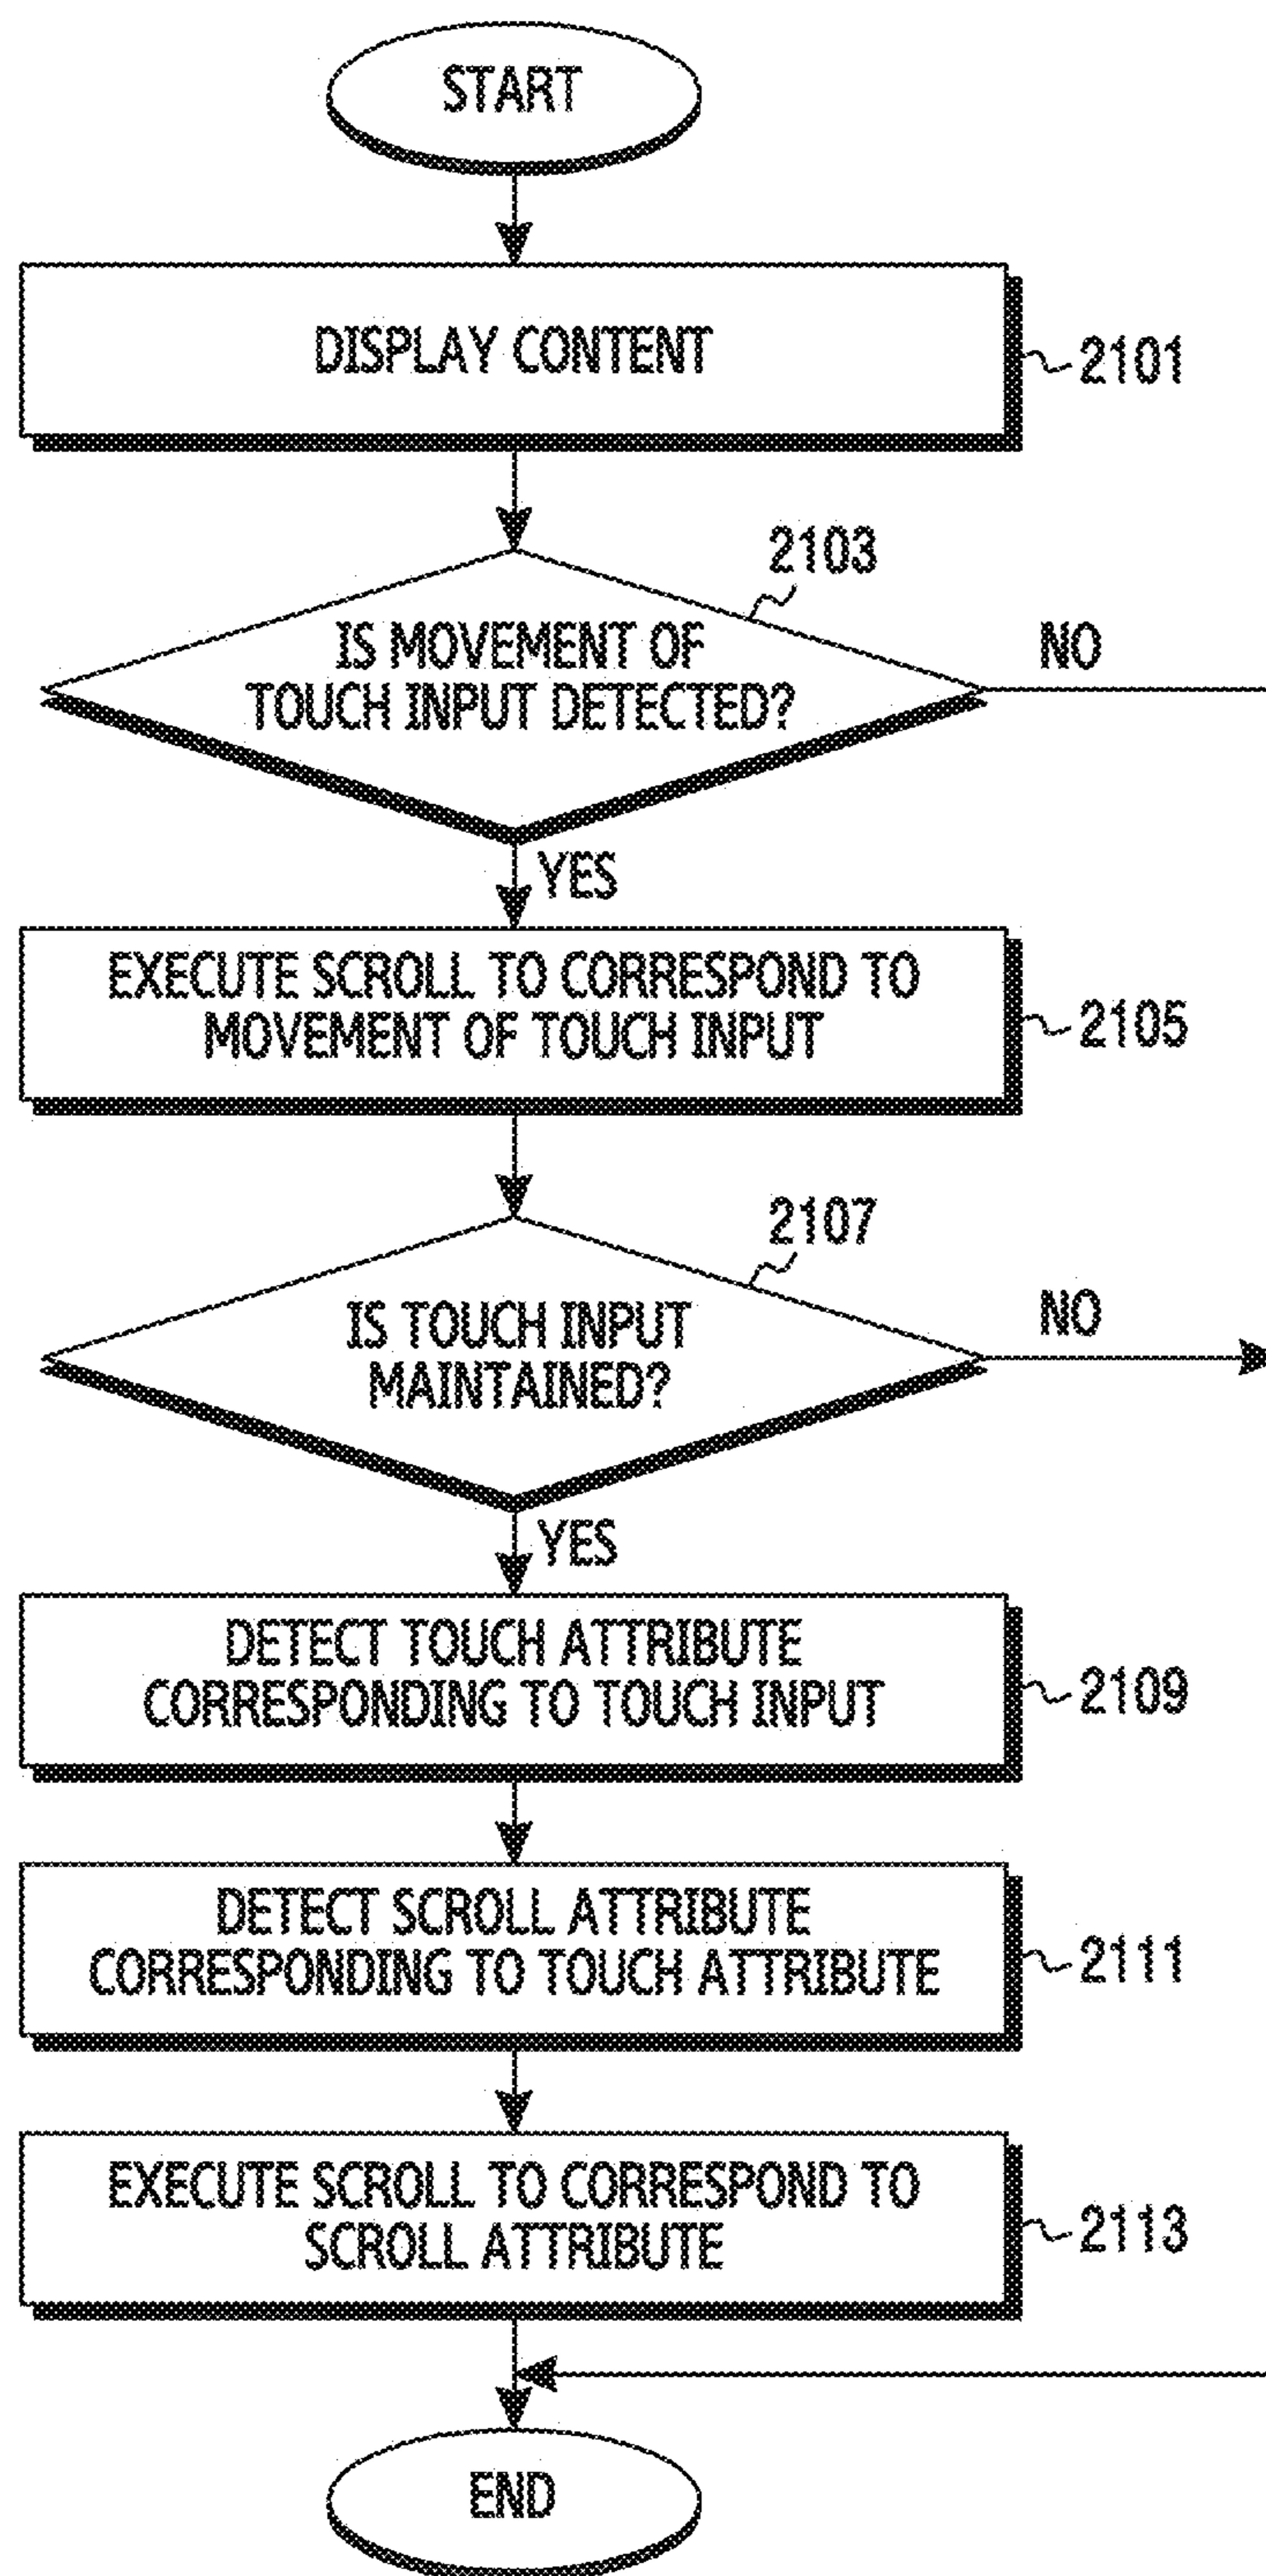 START
DISPLAY CONTENT
2101
2103
IS MOVEMENT OF
TOUCH INPUT DETECTED?
NO
YES
EXECUTE SCROLL TO CORRESPOND TO
MOVEMENT OF TOUCH INPUT
2105
2107
IS TOUCH INPUT
MAINTAINED?
NO
YES
DETECT TOUCH ATTRIBUTE
CORRESPONDING TO TOUCH INPUT
2109
DETECT SCROLL ATTRIBUTE
CORRESPONDING TO TOUCH ATTRIBUTE
2111
EXECUTE SCROLL TO CORRESPOND TO
SCROLL ATTRIBUTE
2113
END